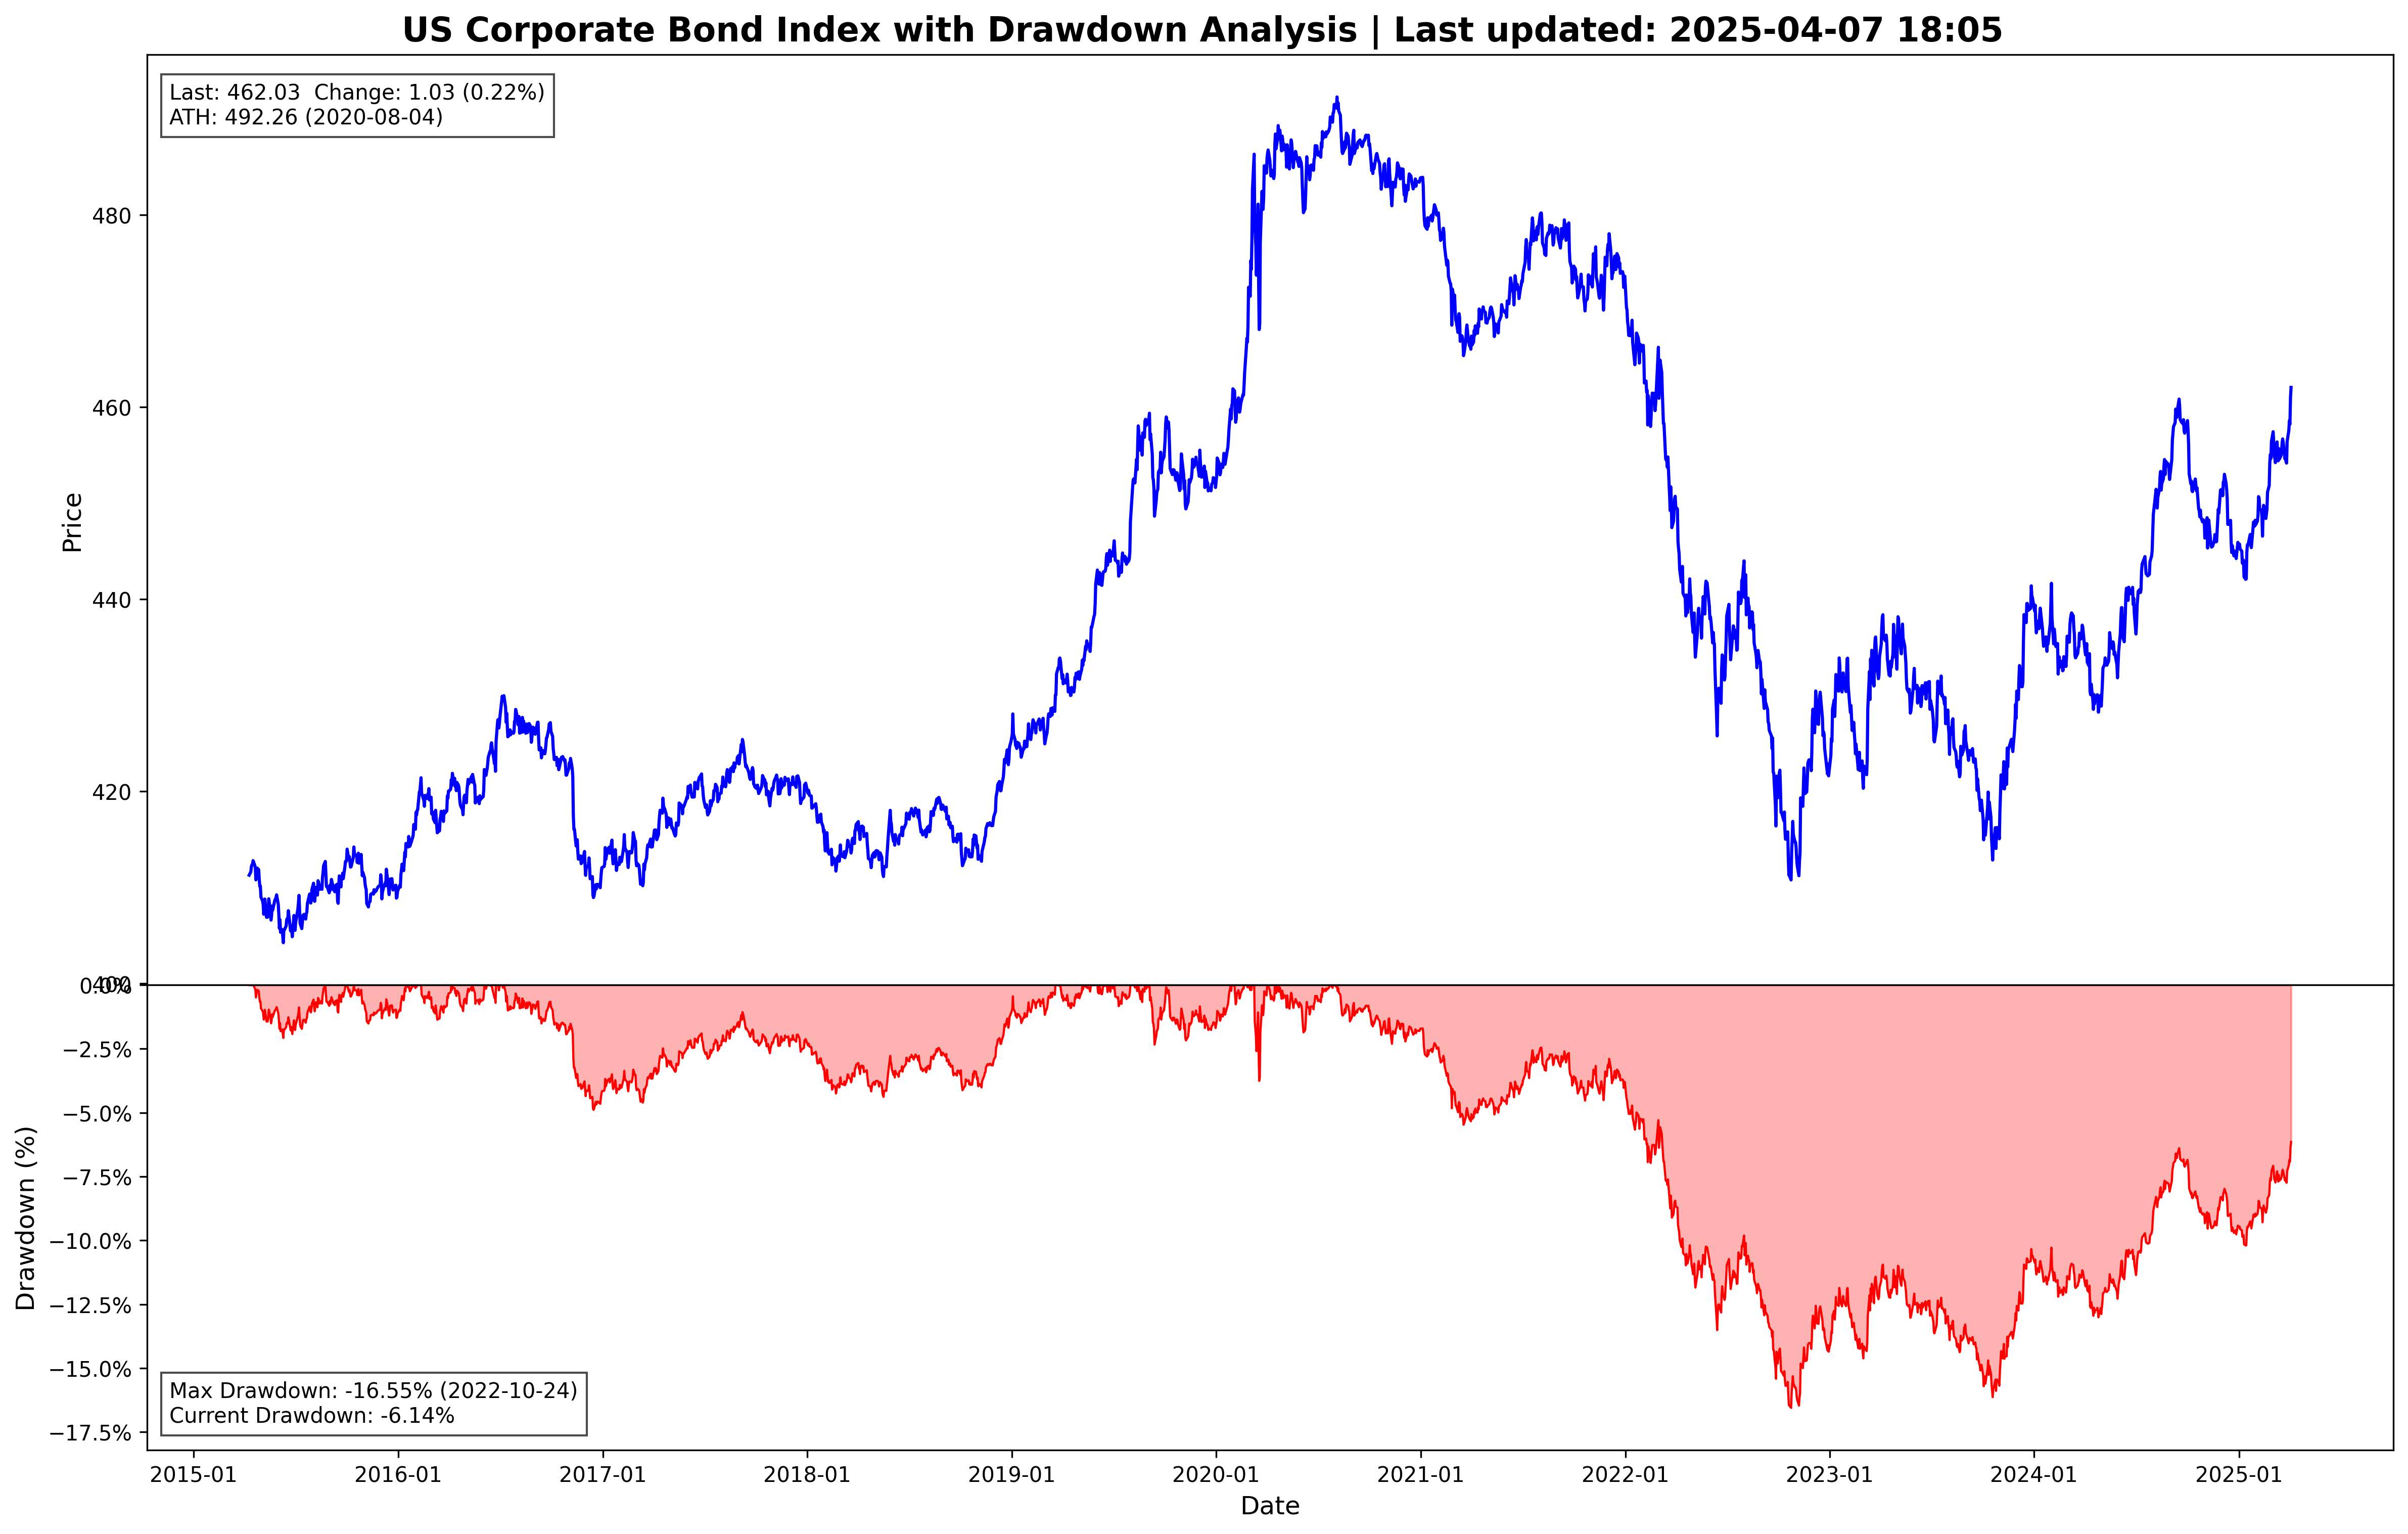 US Corporate Bond Index with Drawdown Analysis | Last updated: 2025-04-07 18:05
Last: 462.03  Change: 1.03 (0.22%)
ATH: 492.26 (2020-08-04)
Price
480
460
440
420
400
0.0%
−2.5%
−5.0%
−7.5%
−10.0%
−12.5%
−15.0%
−17.5%
Drawdown (%)
Max Drawdown: -16.55% (2022-10-24)
Current Drawdown: -6.14%
2015-01 2016-01 2017-01 2018-01 2019-01 2020-01 2021-01 2022-01 2023-01 2024-01 2025-01
Date